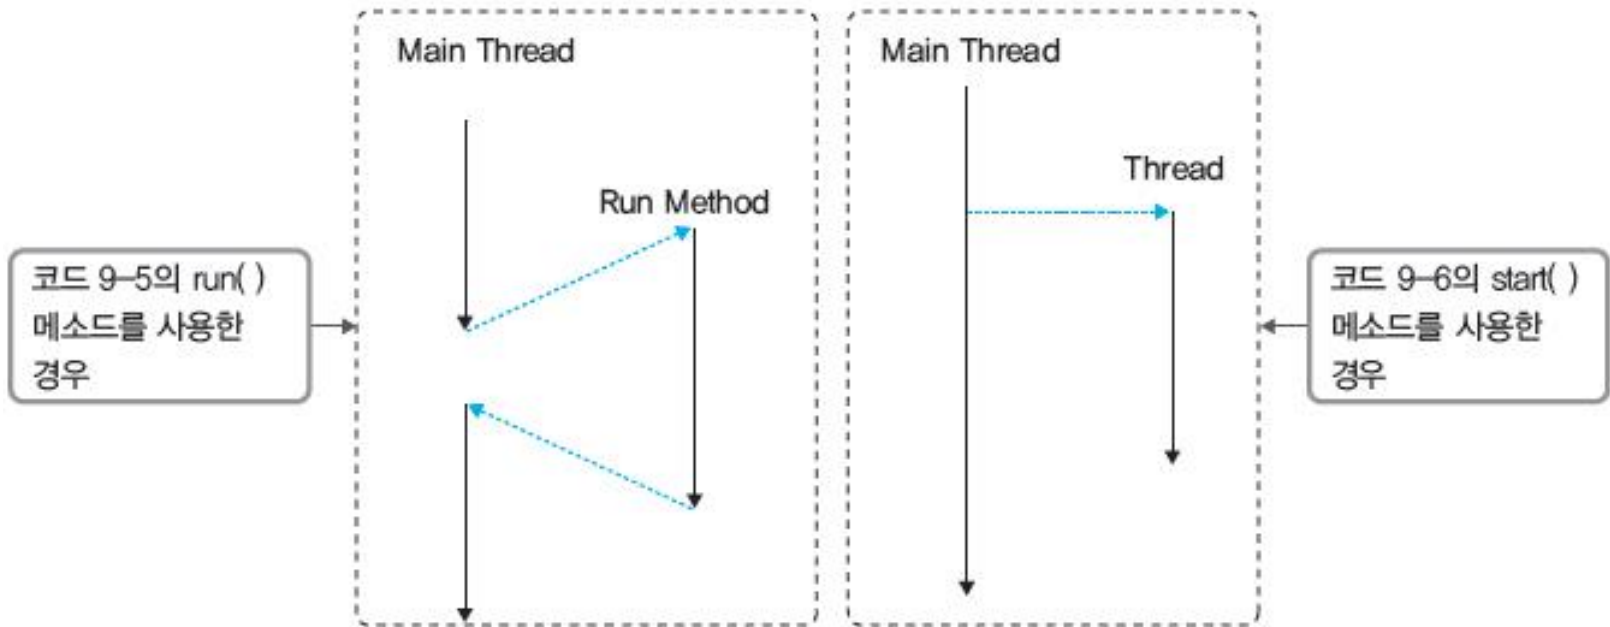 Main Thread
Run Method
코드 9-5의 run( )
메소드를 사용한
경우
Main Thread
Thread
코드 9-6의 start( )
메소드를 사용한
경우